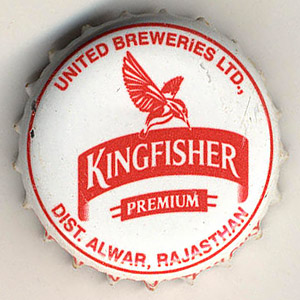 UNITED BREWERiES LTD.,
KINGFISHER
PREMIUM
DIST. ALWAR, RAJASTHAN